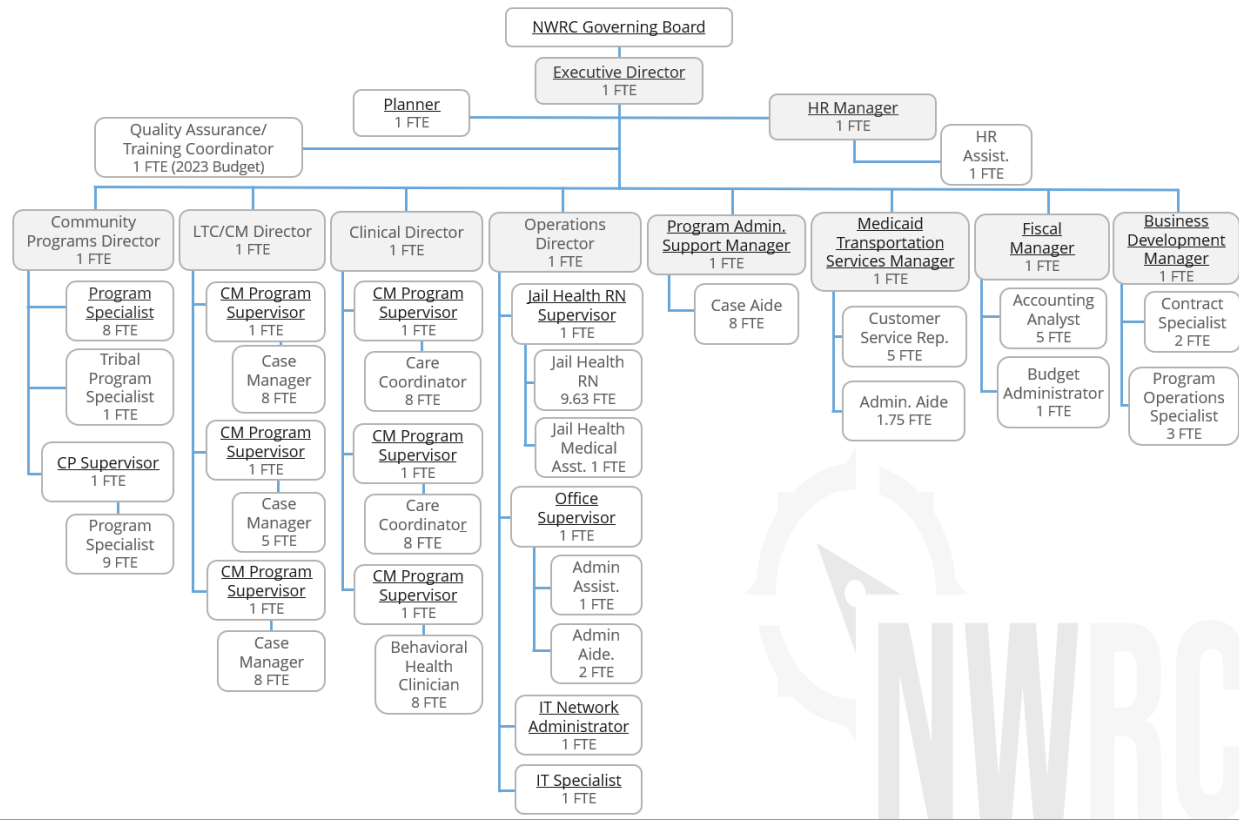 NWRC Governing Board
Executive Director
1 FTE
Planner
1 FTE
HR Manager
1 FTE
Quality Assurance/
Training Coordinator
1 FTE (2023 Budget)
HR
Assist.
1 FTE
Community
Programs Director
1 FTE
Program
Specialist
8 FTE
Tribal
Program
Specialist
1 FTE
CP Supervisor
1 FTE
Program
Specialist
9 FTE
LTC/CM Director
1 FTE
CM Program
Supervisor
1 FTE
Case
Manager
8 FTE
CM Program
Supervisor
1 FTE
Case
Manager
5 FTE
CM Program
Supervisor
1 FTE
Case
Manager
8 FTE
Clinical Director
1 FTE
CM Program
Supervisor
1 FTE
Care
Coordinator
8 FTE
CM Program
Supervisor
1 FTE
Care
Coordinator
8 FTE
CM Program
Supervisor
1 FTE
Behavioral
Health
Clinician
8 FTE
Operations
Director
1 FTE
Jail Health RN
Supervisor
1 FTE
Jail Health
RN
9.63 FTE
Jail Health
Medical
Asst. 1 FTE
Office
Supervisor
1 FTE
Admin
Assist.
1 FTE
Admin
Aide.
2 FTE
IT Network
Administrator
1 FTE
IT Specialist
1 FTE
Program Admin.
Support Manager
1 FTE
Case Aide
8 FTE
Medicaid
Transportation
Services Manager
1 FTE
Customer
Service Rep.
5 FTE
Admin. Aide
1.75 FTE
Fiscal
Manager
1 FTE
Accounting
Analyst
5 FTE
Budget
Administrator
1 FTE
Business
Development
Manager
1 FTE
Contract
Specialist
2 FTE
Program
Operations
Specialist
3 FTE
NWRC